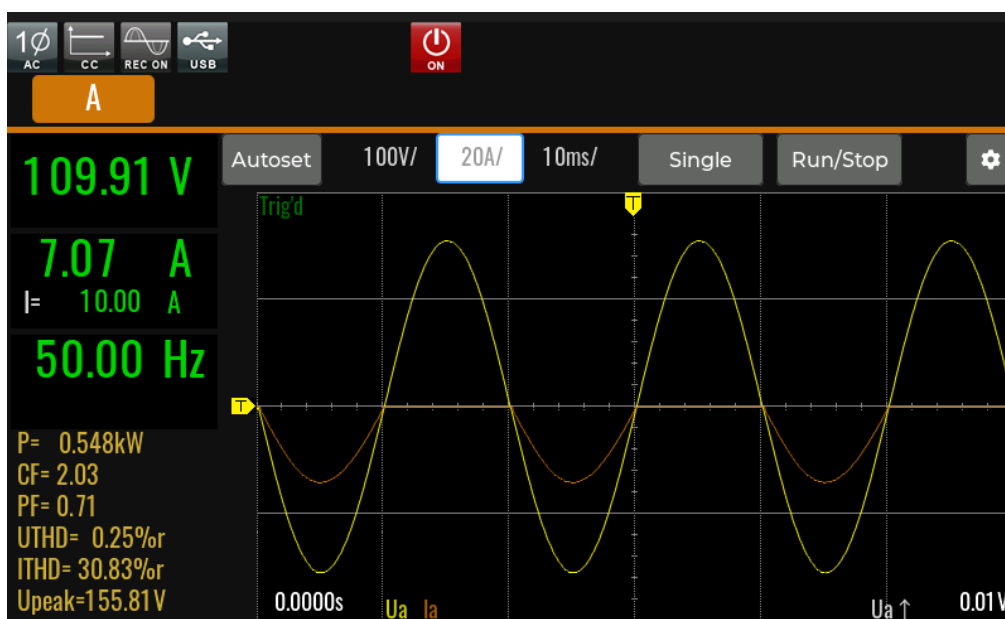 1Ø
AC
CC
REC ON
USB
ON
A
109.91 V
7.07 A
I= 10.00 A
50.00 Hz
P= 0.548kW
CF= 2.03
PF= 0.71
UTHD= 0.25%r
ITHD= 30.83%r
Upeak=155.81V
Autoset 100V/ 20A/ 10ms/ Single Run/Stop
Trig'd
T
T
0.0000s Ua Ia Ua ↑ 0.01V